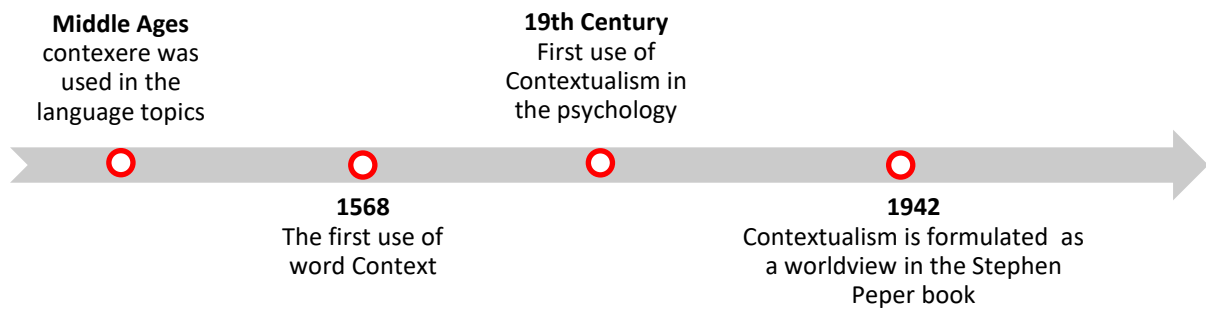 Middle Ages
contexere was
used in the
language topics
1568
The first use of
word Context
19th Century
First use of
Contextualism in
the psychology
1942
Contextualism is formulated  as
a worldview in the Stephen
Peper book